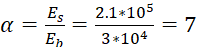 α = E_s / E_b = 2.1*10^5 / 3*10^4 = 7